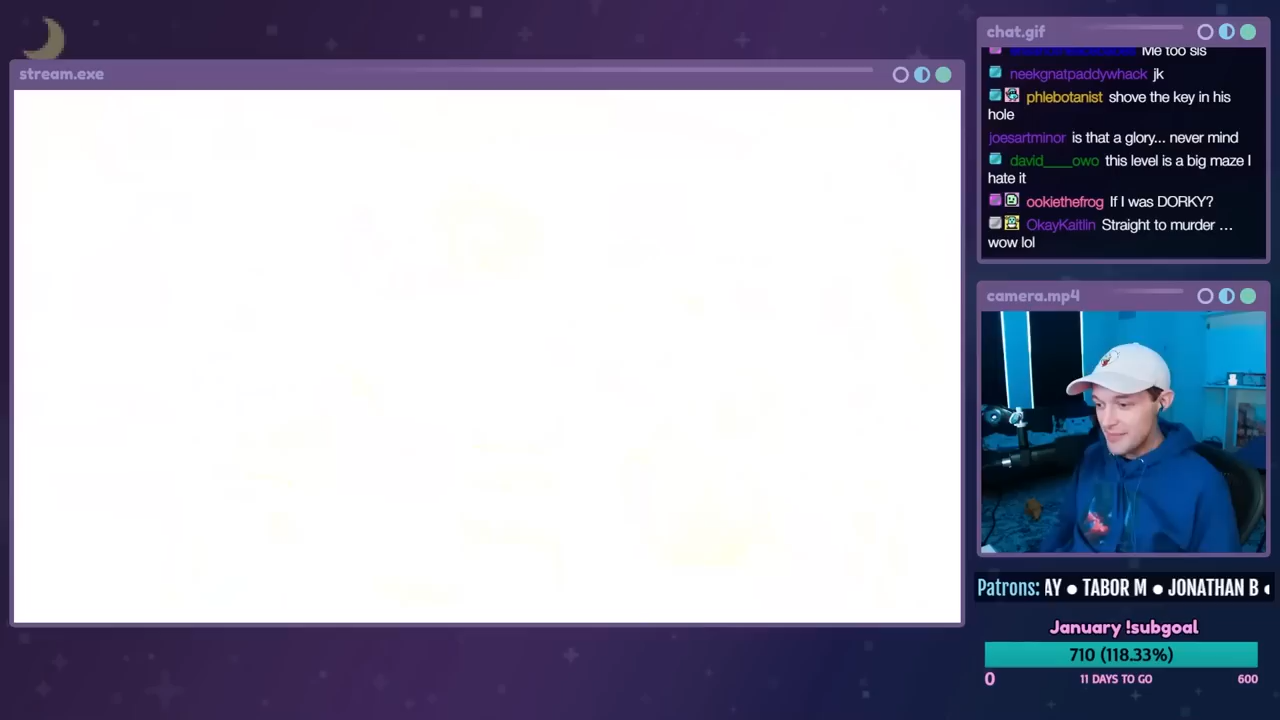 stream.exe
chat.gif
Me too sis
neekgnatpaddywhack jk
phlebotanist shove the key in his
hole
joesartminor is that a glory... never mind
david____owo this level is a big maze I
hate it
ookiethefrog If I was DORKY?
OkayKaitlin Straight to murder ...
wow lol
camera.mp4
Patrons: AY ● TABOR M ● JONATHAN B
January !subgoal
710 (118.33%)
0 11 DAYS TO GO 600